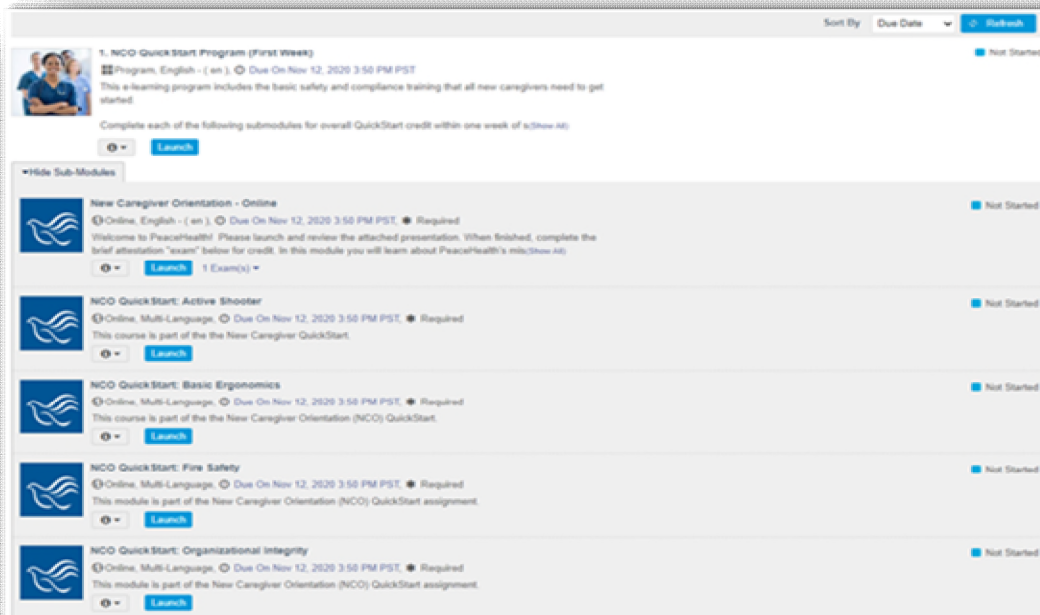 Sort By Due Date Refresh
1. NCO QuickStart Program (First Week)
Not Started
Program, English - ( en ), Due On Nov 12, 2020 3:50 PM PST
This e-learning program includes the basic safety and compliance training that all new caregivers need to get
started.
Complete each of the following submodules for overall QuickStart credit within one week of s(Show All)
Launch
Hide Sub-Modules
New Caregiver Orientation - Online
Not Started
Online, English - ( en ), Due On Nov 12, 2020 3:50 PM PST, Required
Welcome to PeaceHealth! Please launch and review the attached presentation. When finished, complete the
brief attestation "exam" below for credit. In this module you will learn about PeaceHealth's mis(Show All)
Launch 1 Exam(s)
NCO QuickStart: Active Shooter
Not Started
Online, Multi-Language, Due On Nov 12, 2020 3:50 PM PST, Required
This course is part of the the New Caregiver QuickStart.
Launch
NCO QuickStart: Basic Ergonomics
Not Started
Online, Multi-Language, Due On Nov 12, 2020 3:50 PM PST, Required
This course is part of the the New Caregiver Orientation (NCO) QuickStart.
Launch
NCO QuickStart: Fire Safety
Not Started
Online, Multi-Language, Due On Nov 12, 2020 3:50 PM PST, Required
This module is part of the New Caregiver Orientation (NCO) QuickStart assignment.
Launch
NCO QuickStart: Organizational Integrity
Not Started
Online, Multi-Language, Due On Nov 12, 2020 3:50 PM PST, Required
This module is part of the New Caregiver Orientation (NCO) QuickStart assignment.
Launch